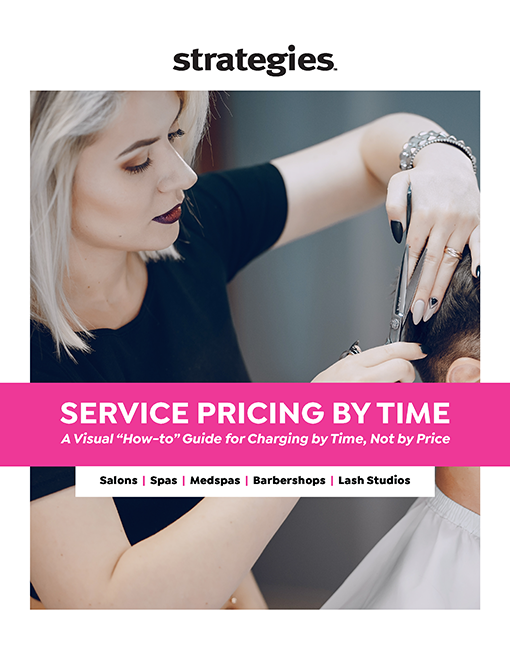 strategies™
SERVICE PRICING BY TIME
A Visual “How-to” Guide for Charging by Time, Not by Price
Salons | Spas | Medspas | Barbershops | Lash Studios